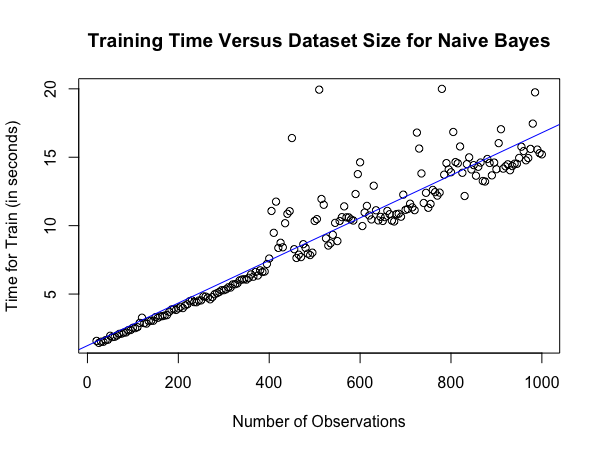 Training Time Versus Dataset Size for Naive Bayes
Time for Train (in seconds)
20
15
10
5
0 200 400 600 800 1000
Number of Observations